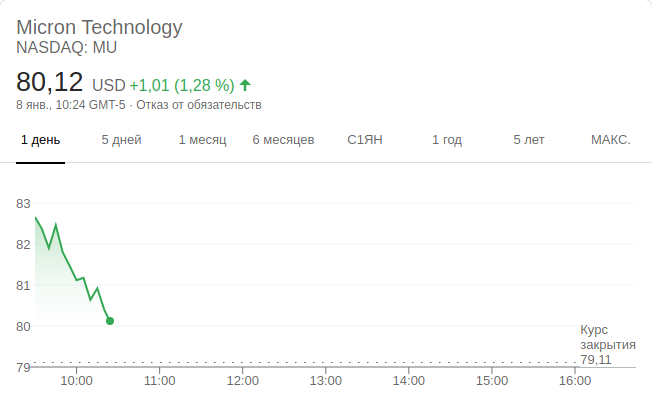 Micron Technology
NASDAQ: MU
80,12 USD +1,01 (1,28 %)
8 янв., 10:24 GMT-5 · Отказ от обязательств
1 день 5 дней 1 месяц 6 месяцев С1ЯН 1 год 5 лет МАКС.
83
82
81
80
79
Курс
закрытия
79,11
10:00 11:00 12:00 13:00 14:00 15:00 16:00